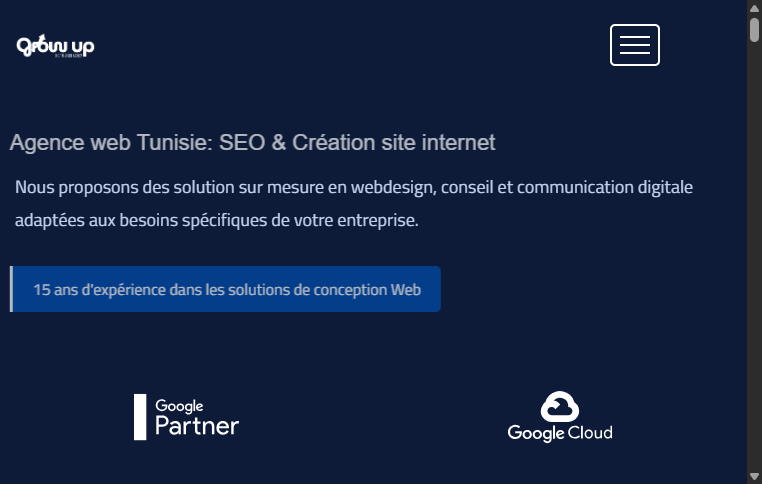 grow up
Agence web Tunisie: SEO & Création site internet
Nous proposons des solution sur mesure en webdesign, conseil et communication digitale
adaptées aux besoins spécifiques de votre entreprise.
15 ans d'expérience dans les solutions de conception Web
Google
Partner
Google Cloud